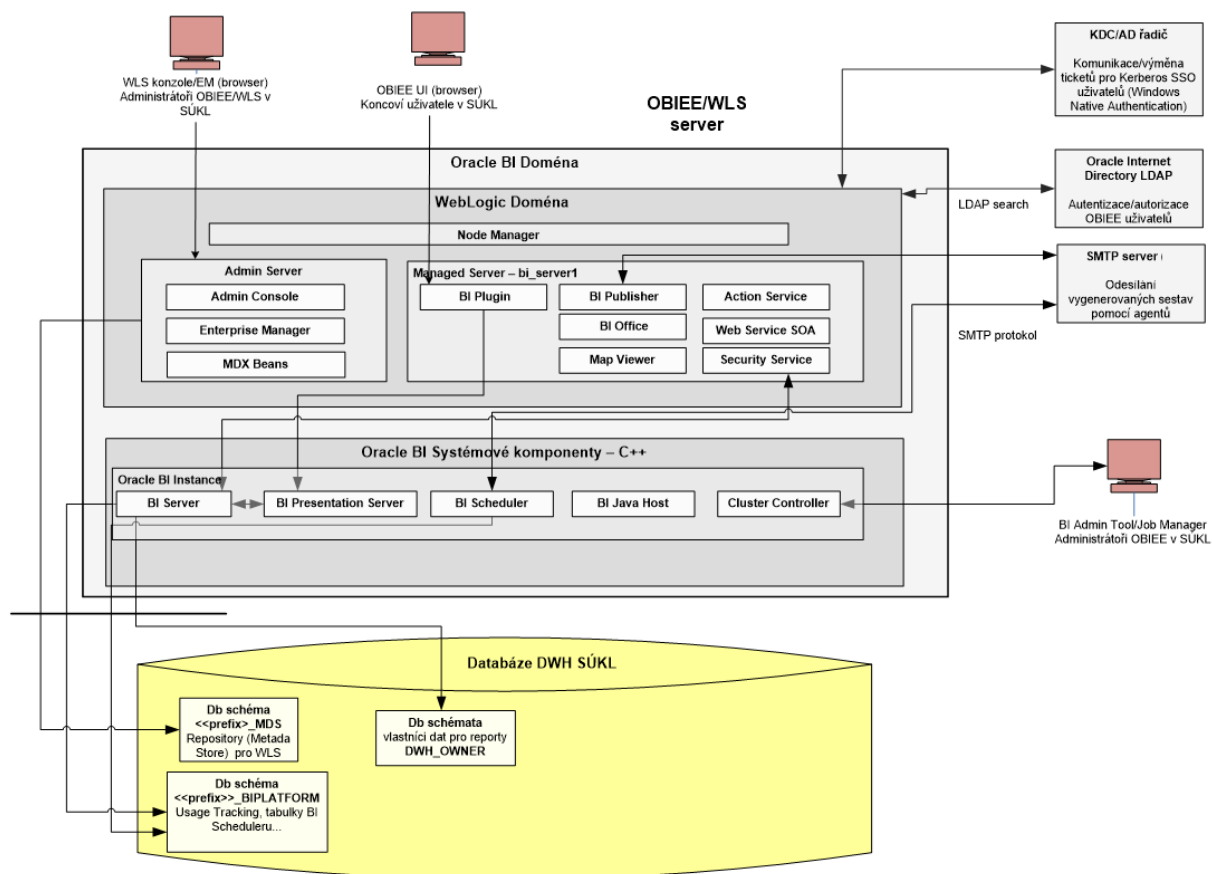 WLS konzole/EM (browser)
Administrátoři OBIEE/WLS v
SÚKL
OBIEE UI (browser)
Koncoví uživatele v SÚKL
OBIEE/WLS
server
KDC/AD řadič
Komunikace/výměna
ticketů pro Kerberos SSO
uživatelů (Windows
Native Authentication)
Oracle BI Doména
WebLogic Doména
Oracle Internet
Directory LDAP
Autentizace/autorizace
OBIEE uživatelů
LDAP search
Node Manager
Admin Server
Admin Console
Enterprise Manager
MDX Beans
Managed Server – bi_server1
BI Plugin
BI Publisher
Action Service
BI Office
Web Service SOA
Map Viewer
Security Service
SMTP server
Odesílání
vygenerovaných sestav
pomocí agentů
SMTP protokol
Oracle BI Systémové komponenty – C++
Oracle BI Instance
BI Server
BI Presentation Server
BI Scheduler
BI Java Host
Cluster Controller
BI Admin Tool/Job Manager
Administrátoři OBIEE v SÚKL
Databáze DWH SÚKL
Db schéma
<<prefix>_MDS
Repository (Metada
Store) pro WLS
Db schémata
vlastníci dat pro reporty
DWH_OWNER
Db schéma
<<prefix>>_BIPLATFORM
Usage Tracking, tabulky BI
Scheduleru...